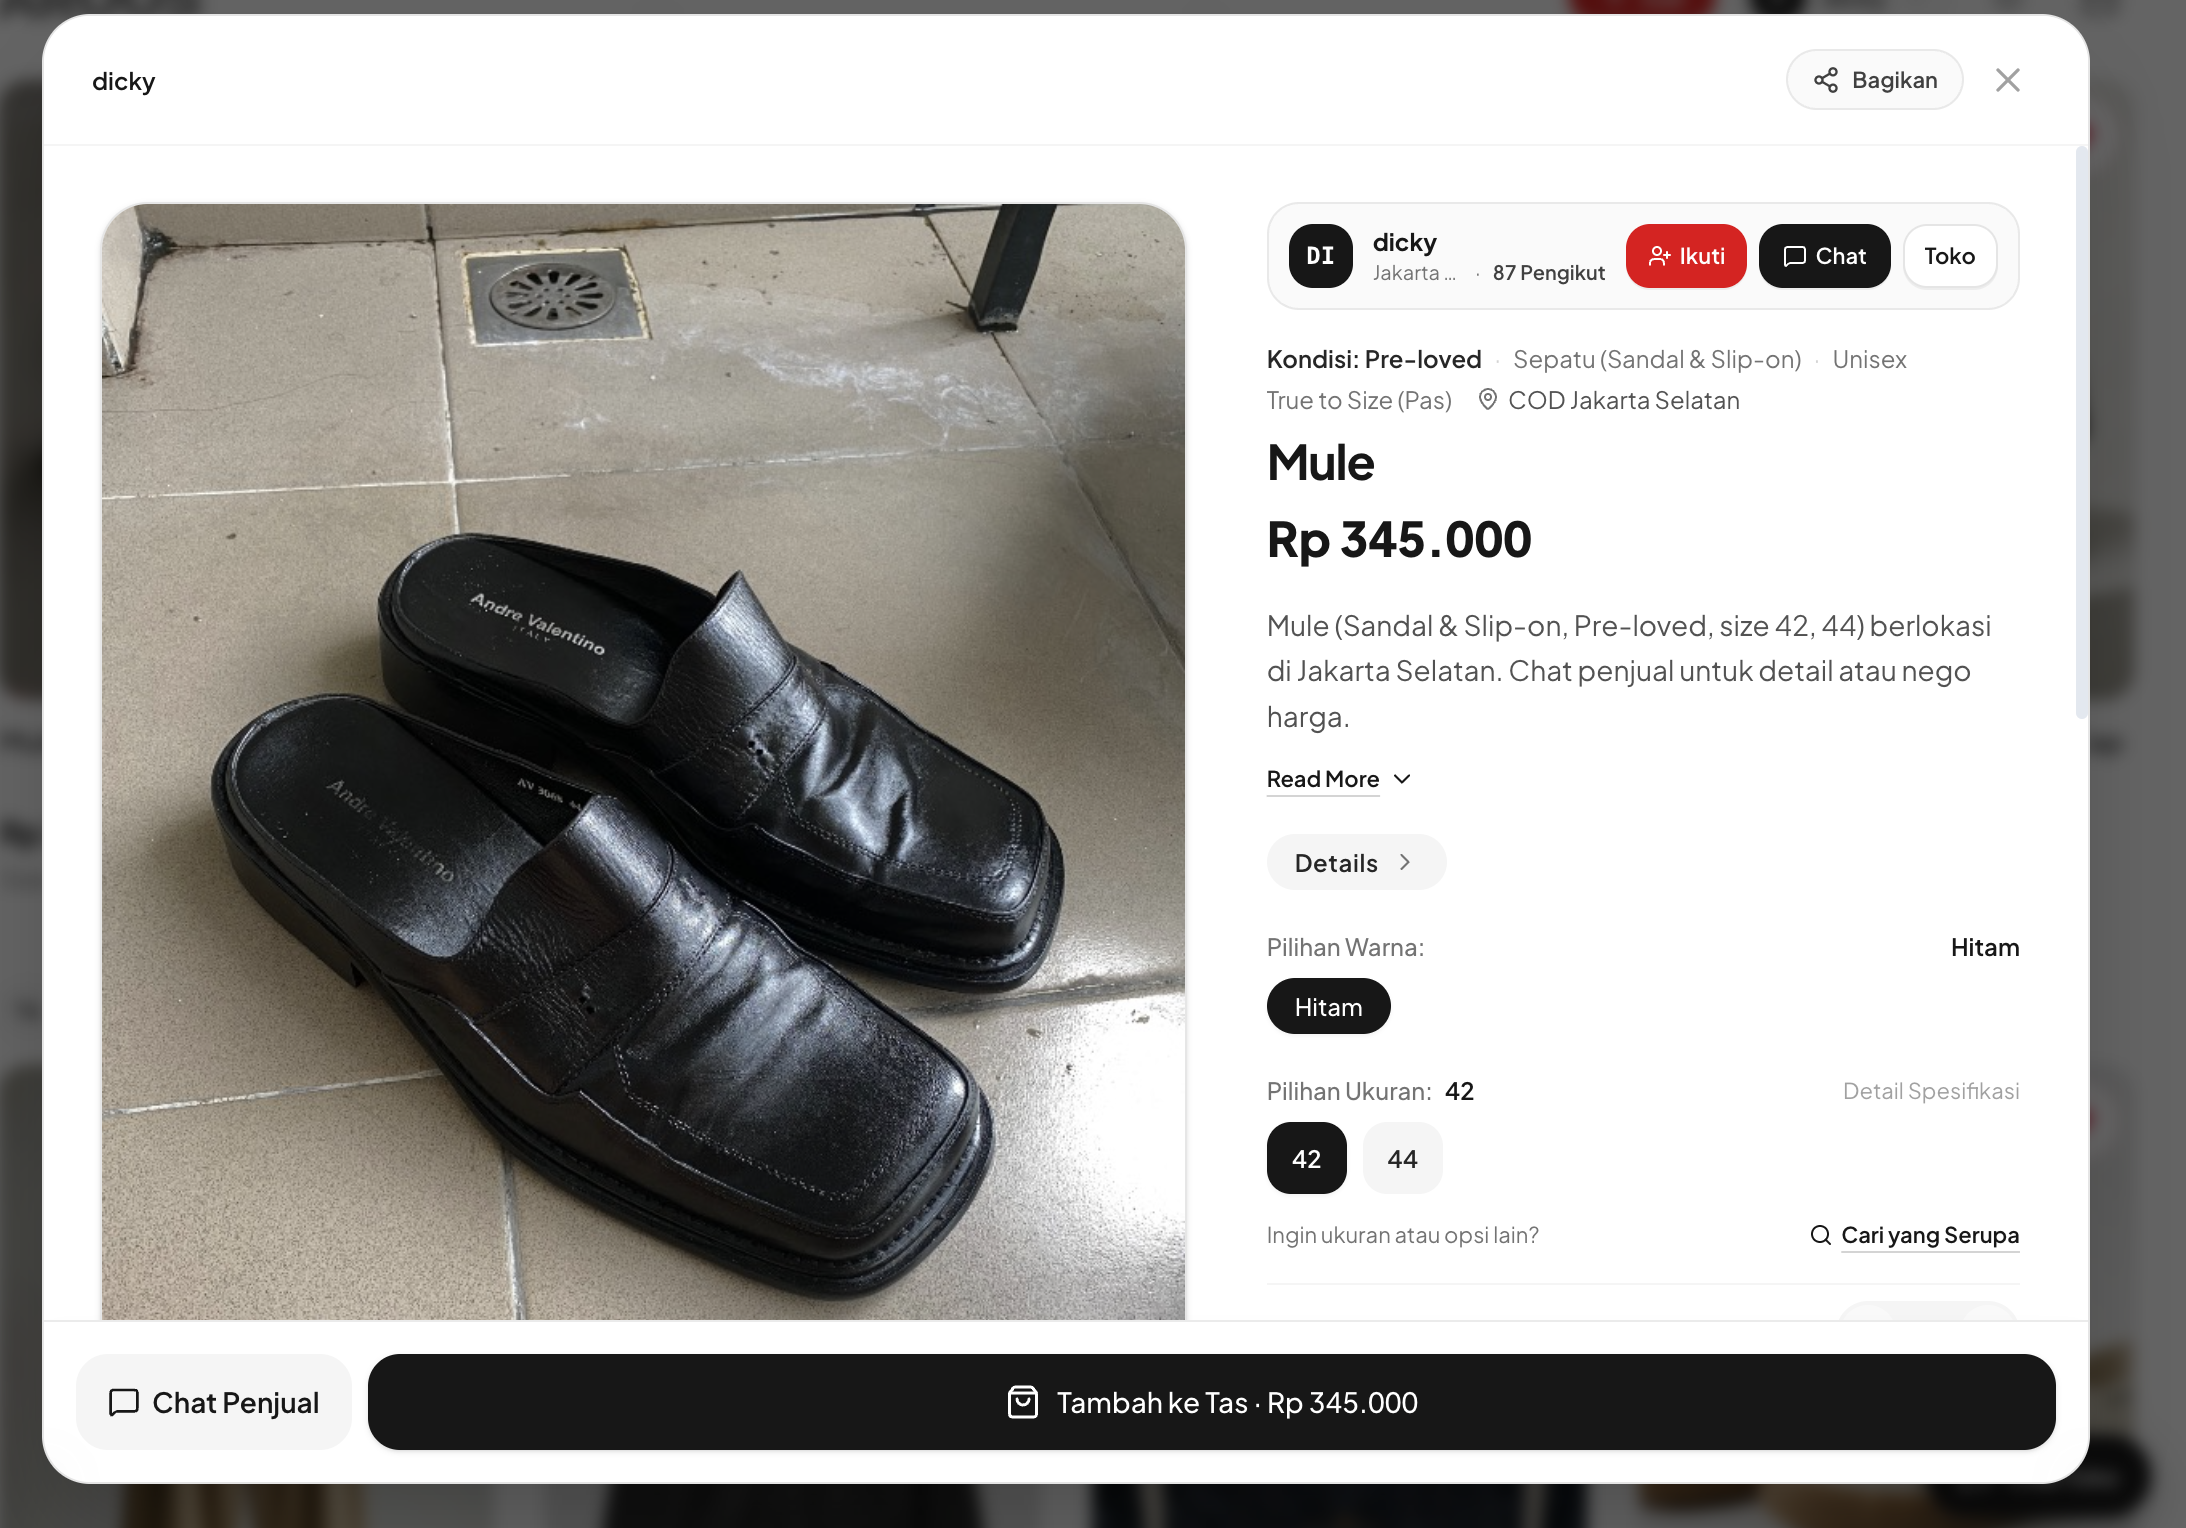 dicky
Bagikan
DI
dicky
Jakarta ... · 87 Pengikut
Ikuti
Chat
Toko
Kondisi: Pre-loved · Sepatu (Sandal & Slip-on) · Unisex
True to Size (Pas) COD Jakarta Selatan
Mule
Rp 345.000
Mule (Sandal & Slip-on, Pre-loved, size 42, 44) berlokasi
di Jakarta Selatan. Chat penjual untuk detail atau nego
harga.
Read More
Details
Pilihan Warna: Hitam
Hitam
Pilihan Ukuran: 42 Detail Spesifikasi
42 44
Ingin ukuran atau opsi lain? Cari yang Serupa
Andre Valentino
ITALY
Andre Valentino
Chat Penjual
Tambah ke Tas · Rp 345.000